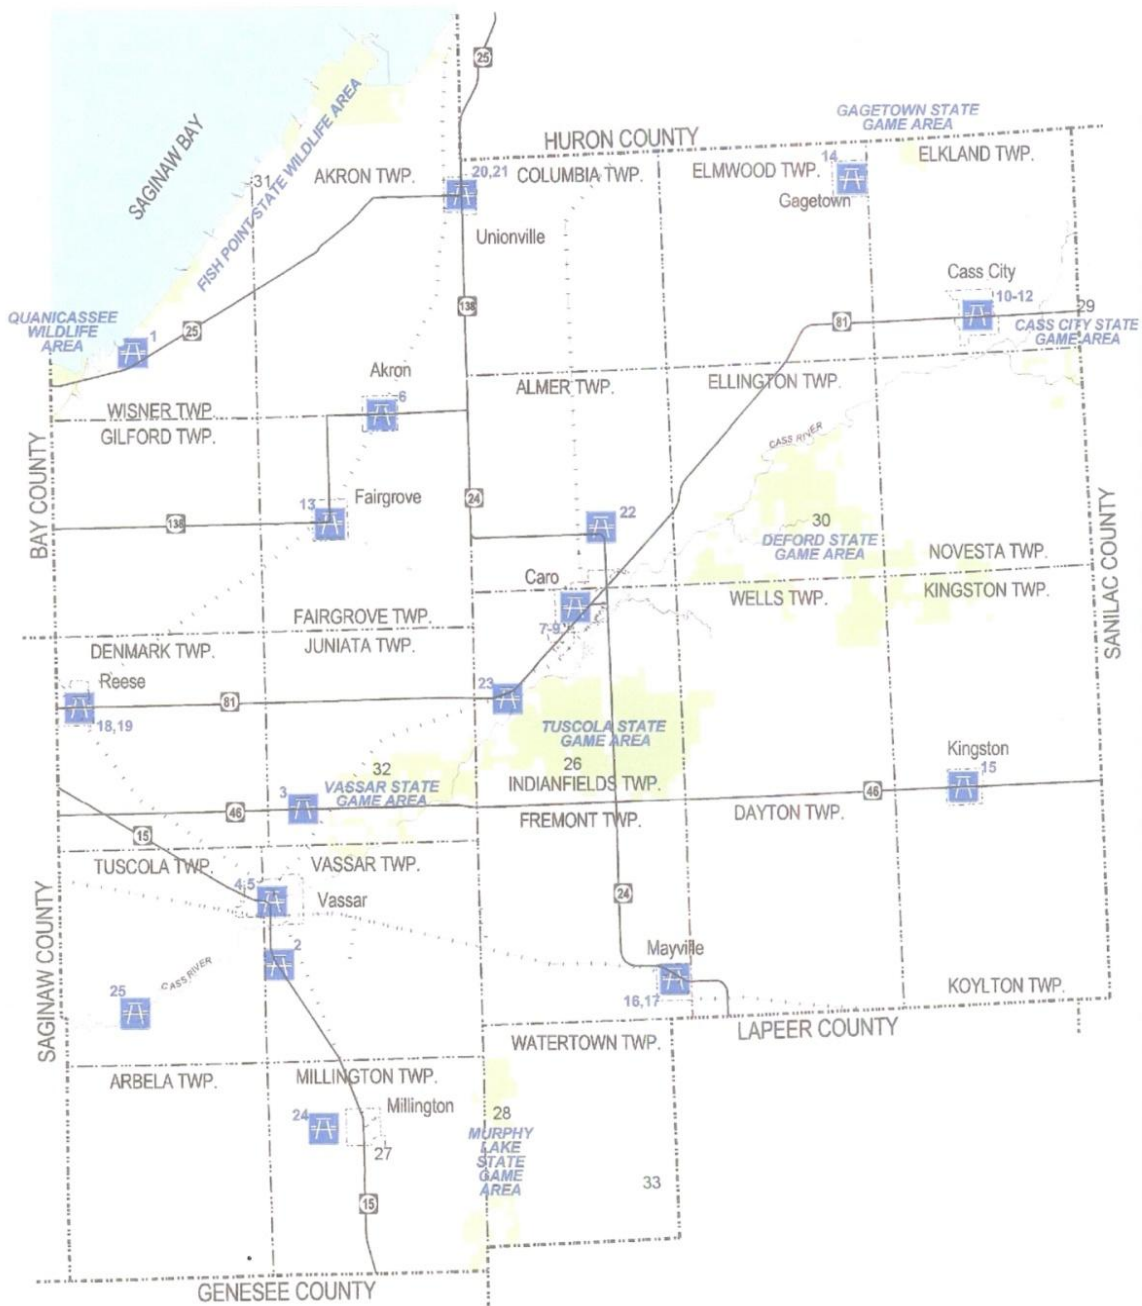 25
GAGETOWN STATE
GAME AREA
HURON COUNTY
SAGINAW BAY
FISH POINT STATE WILDLIFE AREA
31
AKRON TWP.
20,21
COLUMBIA TWP.
ELMWOOD TWP.
14
ELKLAND TWP.
Gagetown
Unionville
Cass City
10-12
29
CASS CITY STATE
GAME AREA
QUANICASSEE
WILDLIFE
AREA
1
25
138
81
Akron
6
ALMER TWP.
ELLINGTON TWP.
WISNER TWP.
GILFORD TWP.
CASS RIVER
BAY COUNTY
13
Fairgrove
24
22
138
30
DEFORD STATE
GAME AREA
NOVESTA TWP.
SANILAC COUNTY
Caro
7-9
WELLS TWP.
KINGSTON TWP.
FAIRGROVE TWP.
JUNIATA TWP.
DENMARK TWP.
Reese
18,19
81
23
TUSCOLA STATE
GAME AREA
26
INDIANFIELDS TWP.
Kingston
15
32
VASSAR STATE
GAME AREA
3
46
46
FREMONT TWP.
DAYTON TWP.
15
TUSCOLA TWP.
VASSAR TWP.
4-5
Vassar
24
SAGINAW COUNTY
2
Mayville
16,17
CASS RIVER
25
KOYLTON TWP.
LAPEER COUNTY
WATERTOWN TWP.
ARBELA TWP.
MILLINGTON TWP.
Millington
24
27
28
MURPHY
LAKE
STATE
GAME
AREA
33
15
GENESEE COUNTY